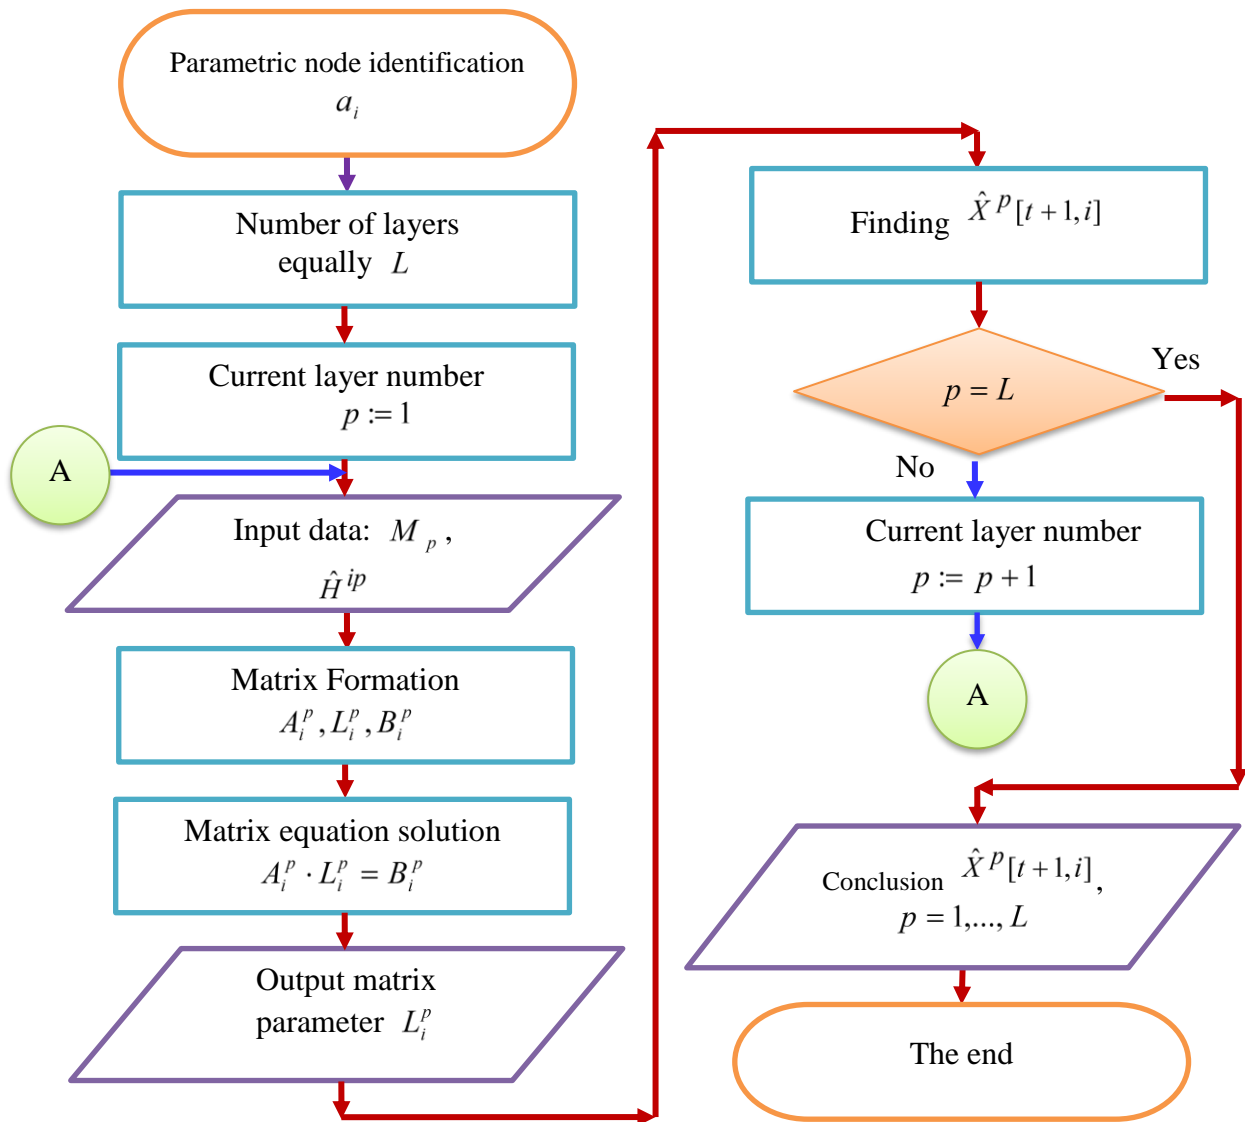 Parametric node identification
a_i
Number of layers
equally L
Current layer number
p := 1
A
Input data: M_p ,
Ĥ^{ip}
Matrix Formation
A_i^p, L_i^p, B_i^p
Matrix equation solution
A_i^p · L_i^p = B_i^p
Output matrix
parameter L_i^p
Finding X̂^p[t+1,i]
p = L
Yes
No
Current layer number
p := p+1
A
Conclusion X̂^p[t+1,i],
p = 1,..., L
The end